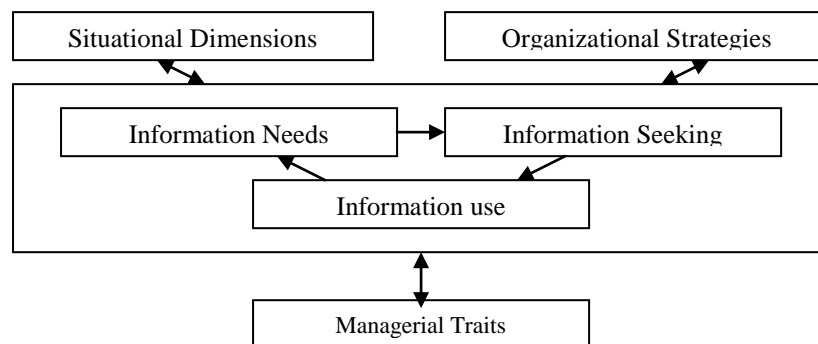 Situational Dimensions
Organizational Strategies
Information Needs
Information Seeking
Information use
Managerial Traits